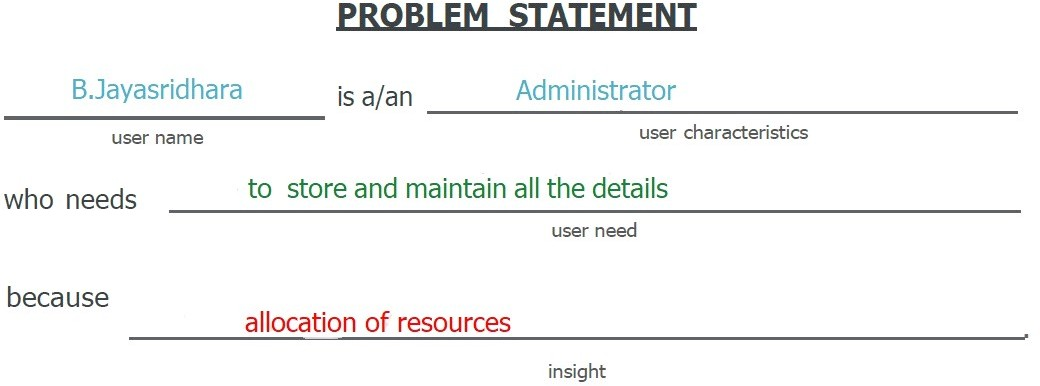 PROBLEM STATEMENT
B.Jayasridhara is a/an Administrator
user name user characteristics
who needs to store and maintain all the details
user need
because allocation of resources.
insight